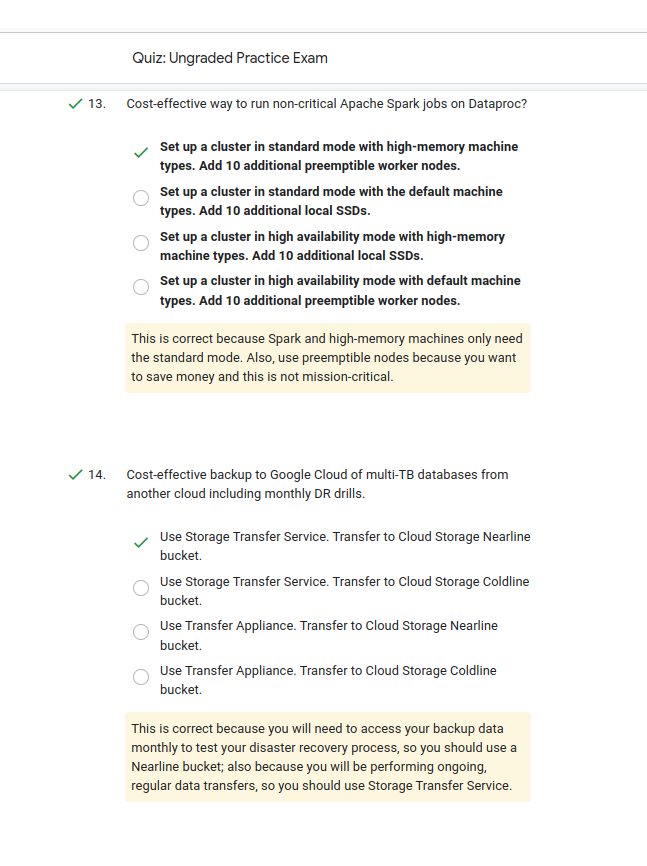 Quiz: Ungraded Practice Exam
13. Cost-effective way to run non-critical Apache Spark jobs on Dataproc?
Set up a cluster in standard mode with high-memory machine
types. Add 10 additional preemptible worker nodes.
Set up a cluster in standard mode with the default machine
types. Add 10 additional local SSDs.
Set up a cluster in high availability mode with high-memory
machine types. Add 10 additional local SSDs.
Set up a cluster in high availability mode with default machine
types. Add 10 additional preemptible worker nodes.
This is correct because Spark and high-memory machines only need
the standard mode. Also, use preemptible nodes because you want
to save money and this is not mission-critical.
14. Cost-effective backup to Google Cloud of multi-TB databases from
another cloud including monthly DR drills.
Use Storage Transfer Service. Transfer to Cloud Storage Nearline
bucket.
Use Storage Transfer Service. Transfer to Cloud Storage Coldline
bucket.
Use Transfer Appliance. Transfer to Cloud Storage Nearline
bucket.
Use Transfer Appliance. Transfer to Cloud Storage Coldline
bucket.
This is correct because you will need to access your backup data
monthly to test your disaster recovery process, so you should use a
Nearline bucket; also because you will be performing ongoing,
regular data transfers, so you should use Storage Transfer Service.